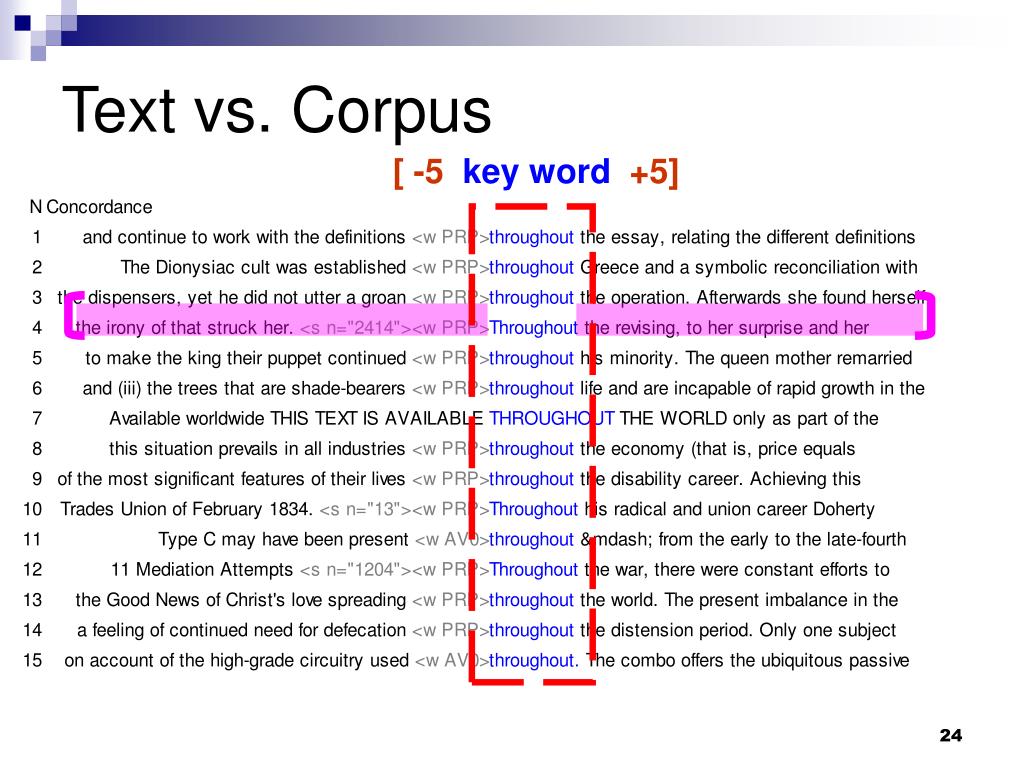 Text vs. Corpus
[ -5 key word +5]
N Concordance
1 and continue to work with the definitions <w PRP>throughout the essay, relating the different definitions
2 The Dionysiac cult was established <w PRP>throughout Greece and a symbolic reconciliation with
3 the dispensers, yet he did not utter a groan <w PRP>throughout the operation. Afterwards she found herself
4 the irony of that struck her. <s n="2414"><w PRP>Throughout the revising, to her surprise and her
5 to make the king their puppet continued <w PRP>throughout his minority. The queen mother remarried
6 and (iii) the trees that are shade-bearers <w PRP>throughout life and are incapable of rapid growth in the
7 Available worldwide THIS TEXT IS AVAILABLE THROUGHOUT THE WORLD only as part of the
8 this situation prevails in all industries <w PRP>throughout the economy (that is, price equals
9 of the most significant features of their lives <w PRP>throughout the disability career. Achieving this
10 Trades Union of February 1834. <s n="13"><w PRP>Throughout his radical and union career Doherty
11 Type C may have been present <w AV0>throughout &mdash; from the early to the late-fourth
12 11 Mediation Attempts <s n="1204"><w PRP>Throughout the war, there were constant efforts to
13 the Good News of Christ's love spreading <w PRP>throughout the world. The present imbalance in the
14 a feeling of continued need for defecation <w PRP>throughout the distension period. Only one subject
15 on account of the high-grade circuitry used <w AV0>throughout. The combo offers the ubiquitous passive
24